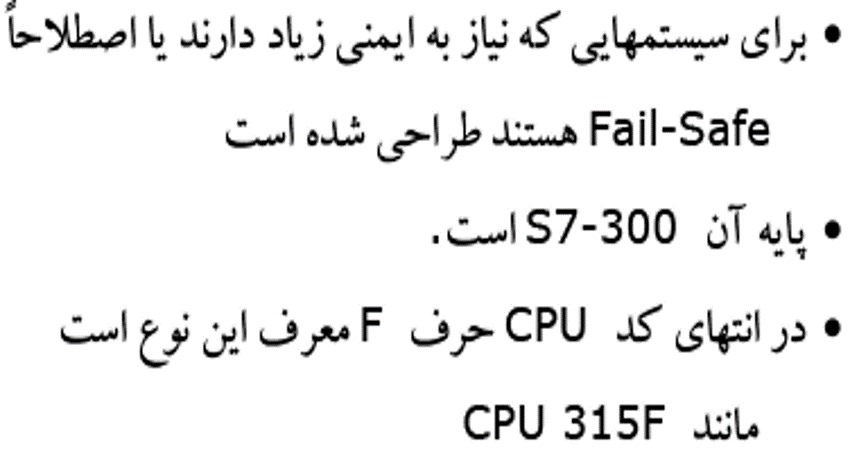 • برای سیستمهایی که نیاز به ایمنی زیاد دارند یا اصطلاحاً
Fail-Safe هستند طراحی شده است
• پایه آن S7-300 است.
• در انتهای کد CPU حرف F معرف این نوع است
مانند CPU 315F